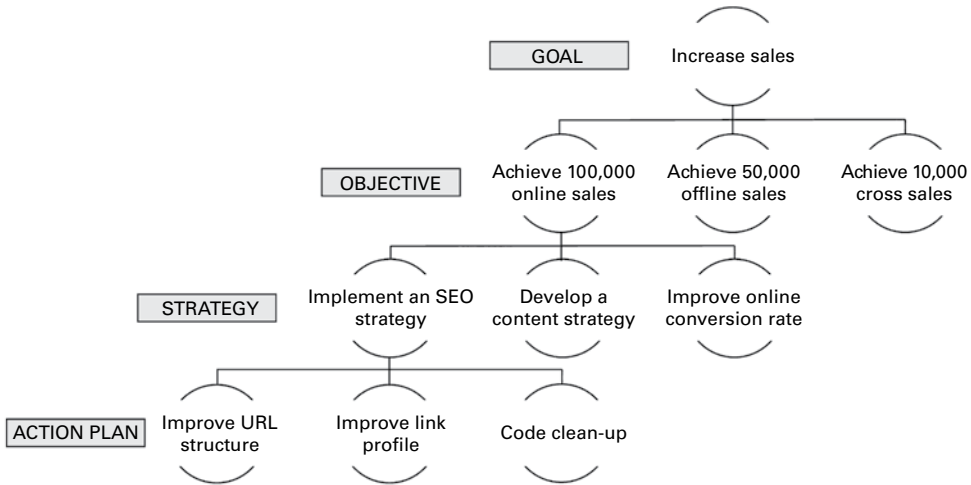 GOAL
Increase sales
OBJECTIVE
Achieve 100,000
online sales
Achieve 50,000
offline sales
Achieve 10,000
cross sales
STRATEGY
Implement an SEO
strategy
Develop a
content strategy
Improve online
conversion rate
ACTION PLAN
Improve URL
structure
Improve link
profile
Code clean-up